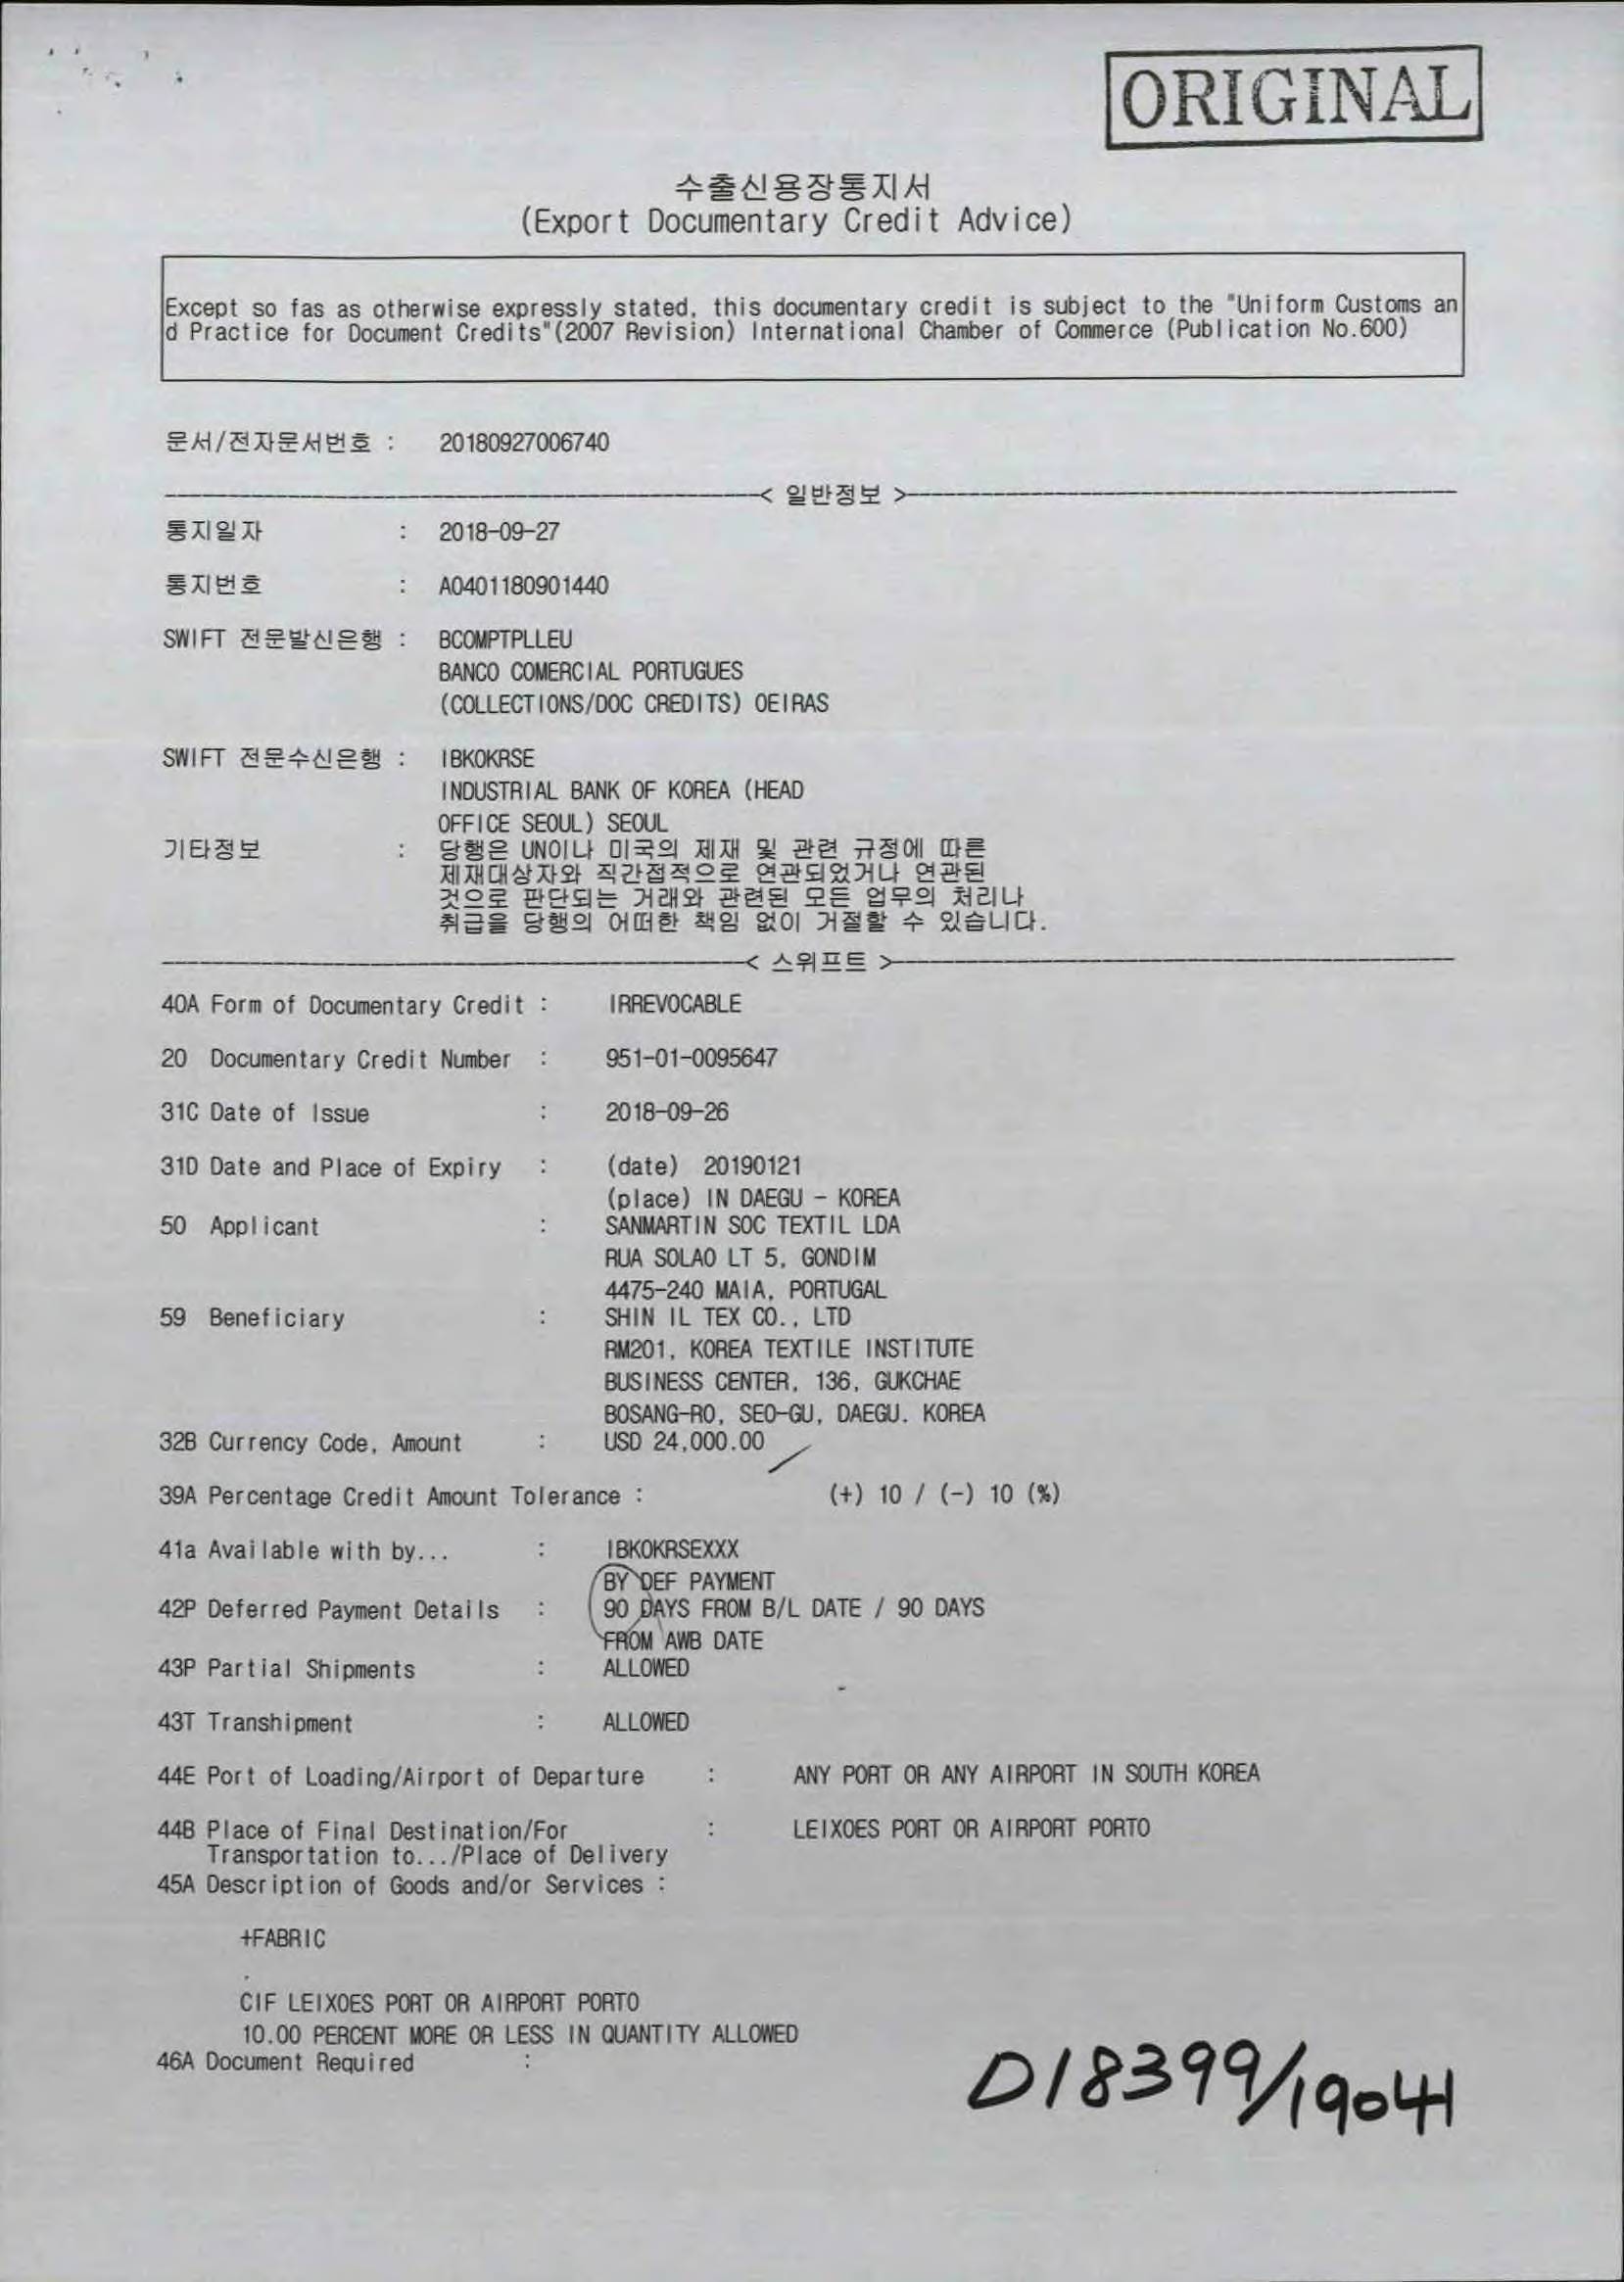 ORIGINAL
수출신용장통지서
(Export Documentary Credit Advice)
Except so fas as otherwise expressly stated, this documentary credit is subject to the "Uniform Customs an
d Practice for Document Credits"(2007 Revision) International Chamber of Commerce (Publication No.600)
문서/전자문서번호 : 20180927006740
< 일반정보 >
통지일자 : 2018-09-27
통지번호 : A0401180901440
SWIFT 전문발신은행 : BCOMPTPLLEU
BANCO COMERCIAL PORTUGUES
(COLLECTIONS/DOC CREDITS) OEIRAS
SWIFT 전문수신은행 : IBKOKRSE
INDUSTRIAL BANK OF KOREA (HEAD
OFFICE SEOUL) SEOUL
기타정보 : 당행은 UN이나 미국의 제재 및 관련 규정에 따른
제재대상자와 직간접적으로 연관되었거나 연관된
것으로 판단되는 거래와 관련된 모든 업무의 처리나
취급을 당행의 어떠한 책임 없이 거절할 수 있습니다.
< 스위프트 >
40A Form of Documentary Credit : IRREVOCABLE
20 Documentary Credit Number : 951-01-0095647
31C Date of Issue : 2018-09-26
31D Date and Place of Expiry : (date) 20190121
(place) IN DAEGU - KOREA
50 Applicant : SANMARTIN SOC TEXTIL LDA
RUA SOLAO LT 5, GONDIM
4475-240 MAIA, PORTUGAL
59 Beneficiary : SHIN IL TEX CO., LTD
RM201, KOREA TEXTILE INSTITUTE
BUSINESS CENTER, 136, GUKCHAE
BOSANG-RO, SEO-GU, DAEGU. KOREA
32B Currency Code, Amount : USD 24,000.00
39A Percentage Credit Amount Tolerance : (+) 10 / (-) 10 (%)
41a Available with by... : IBKOKRSEXXX
BY DEF PAYMENT
42P Deferred Payment Details : 90 DAYS FROM B/L DATE / 90 DAYS
FROM AWB DATE
43P Partial Shipments : ALLOWED
43T Transhipment : ALLOWED
44E Port of Loading/Airport of Departure : ANY PORT OR ANY AIRPORT IN SOUTH KOREA
44B Place of Final Destination/For : LEIXOES PORT OR AIRPORT PORTO
Transportation to.../Place of Delivery
45A Description of Goods and/or Services :
+FABRIC
.
CIF LEIXOES PORT OR AIRPORT PORTO
10.00 PERCENT MORE OR LESS IN QUANTITY ALLOWED
46A Document Required :
D18399/19041